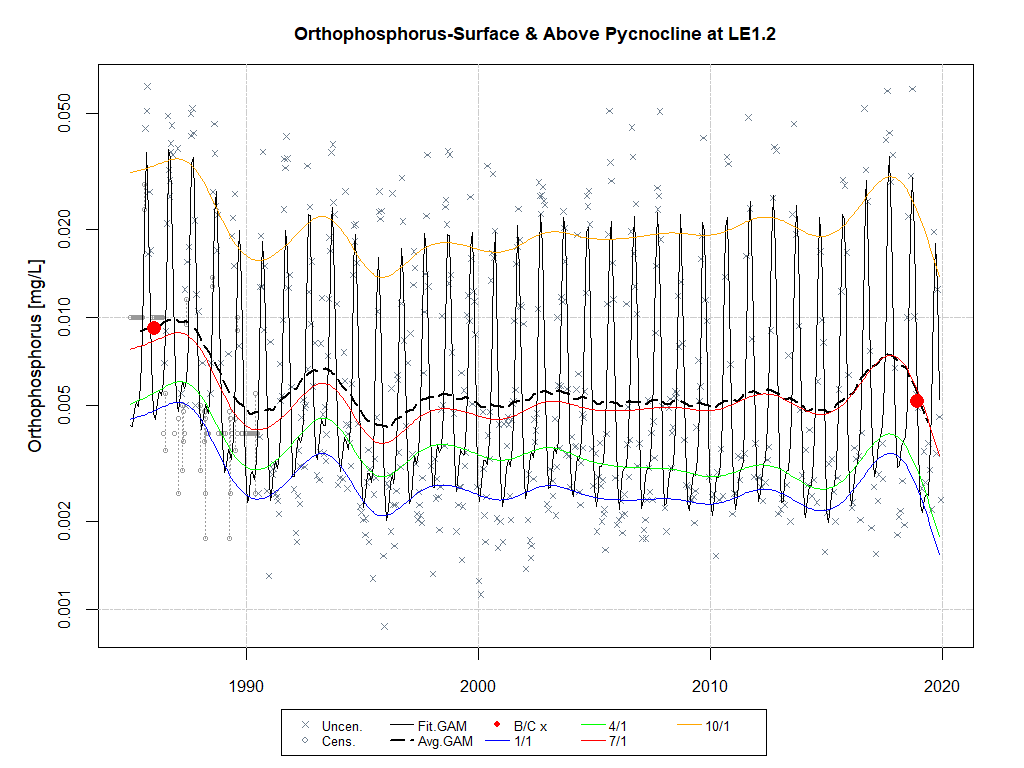 Orthophosphorus-Surface & Above Pycnocline at LE1.2
Orthophosphorus [mg/L]
0.050
0.020
0.010
0.005
0.002
0.001
1990 2000 2010 2020
Uncen. Fit.GAM B/C x 4/1 10/1
Cens. Avg.GAM 1/1 7/1